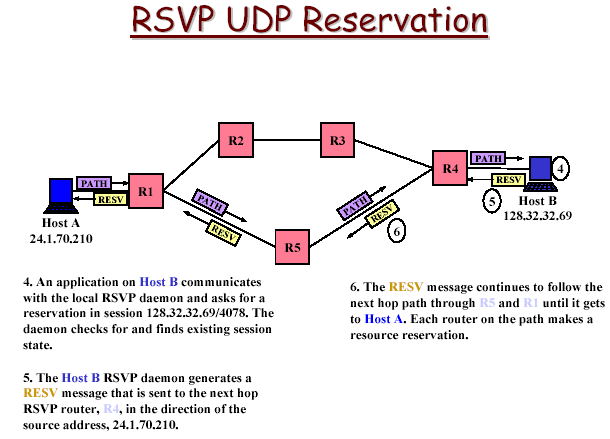 RSVP UDP Reservation
R2
R3
R4
PATH
RESV
4
5
Host B
128.32.32.69
PATH
RESV
R1
Host A
24.1.70.210
PATH
RESV
R5
PATH
RESV
6
4. An application on Host B communicates
with the local RSVP daemon and asks for a
reservation in session 128.32.32.69/4078. The
daemon checks for and finds existing session
state.
5. The Host B RSVP daemon generates a
RESV message that is sent to the next hop
RSVP router, R4, in the direction of the
source address, 24.1.70.210.
6. The RESV message continues to follow the
next hop path through R5 and R1 until it gets
to Host A. Each router on the path makes a
resource reservation.